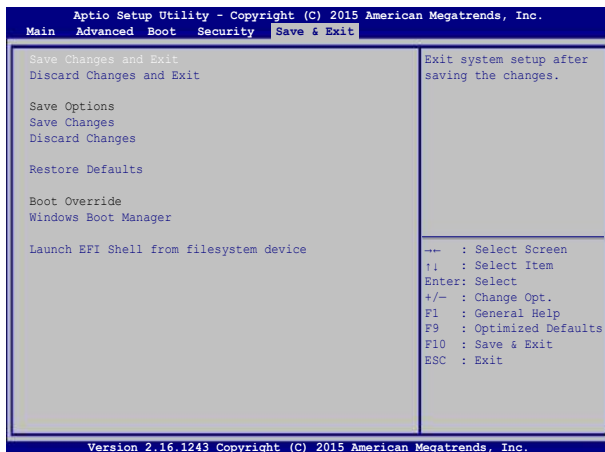 Aptio Setup Utility - Copyright (C) 2015 American Megatrends, Inc.
Main Advanced Boot Security Save & Exit
Save Changes and Exit
Discard Changes and Exit
Save Options
Save Changes
Discard Changes
Restore Defaults
Boot Override
Windows Boot Manager
Launch EFI Shell from filesystem device
Exit system setup after
saving the changes.
→← : Select Screen
↑↓ : Select Item
Enter: Select
+/— : Change Opt.
F1 : General Help
F9 : Optimized Defaults
F10 : Save & Exit
ESC : Exit
Version 2.16.1243 Copyright (C) 2015 American Megatrends, Inc.